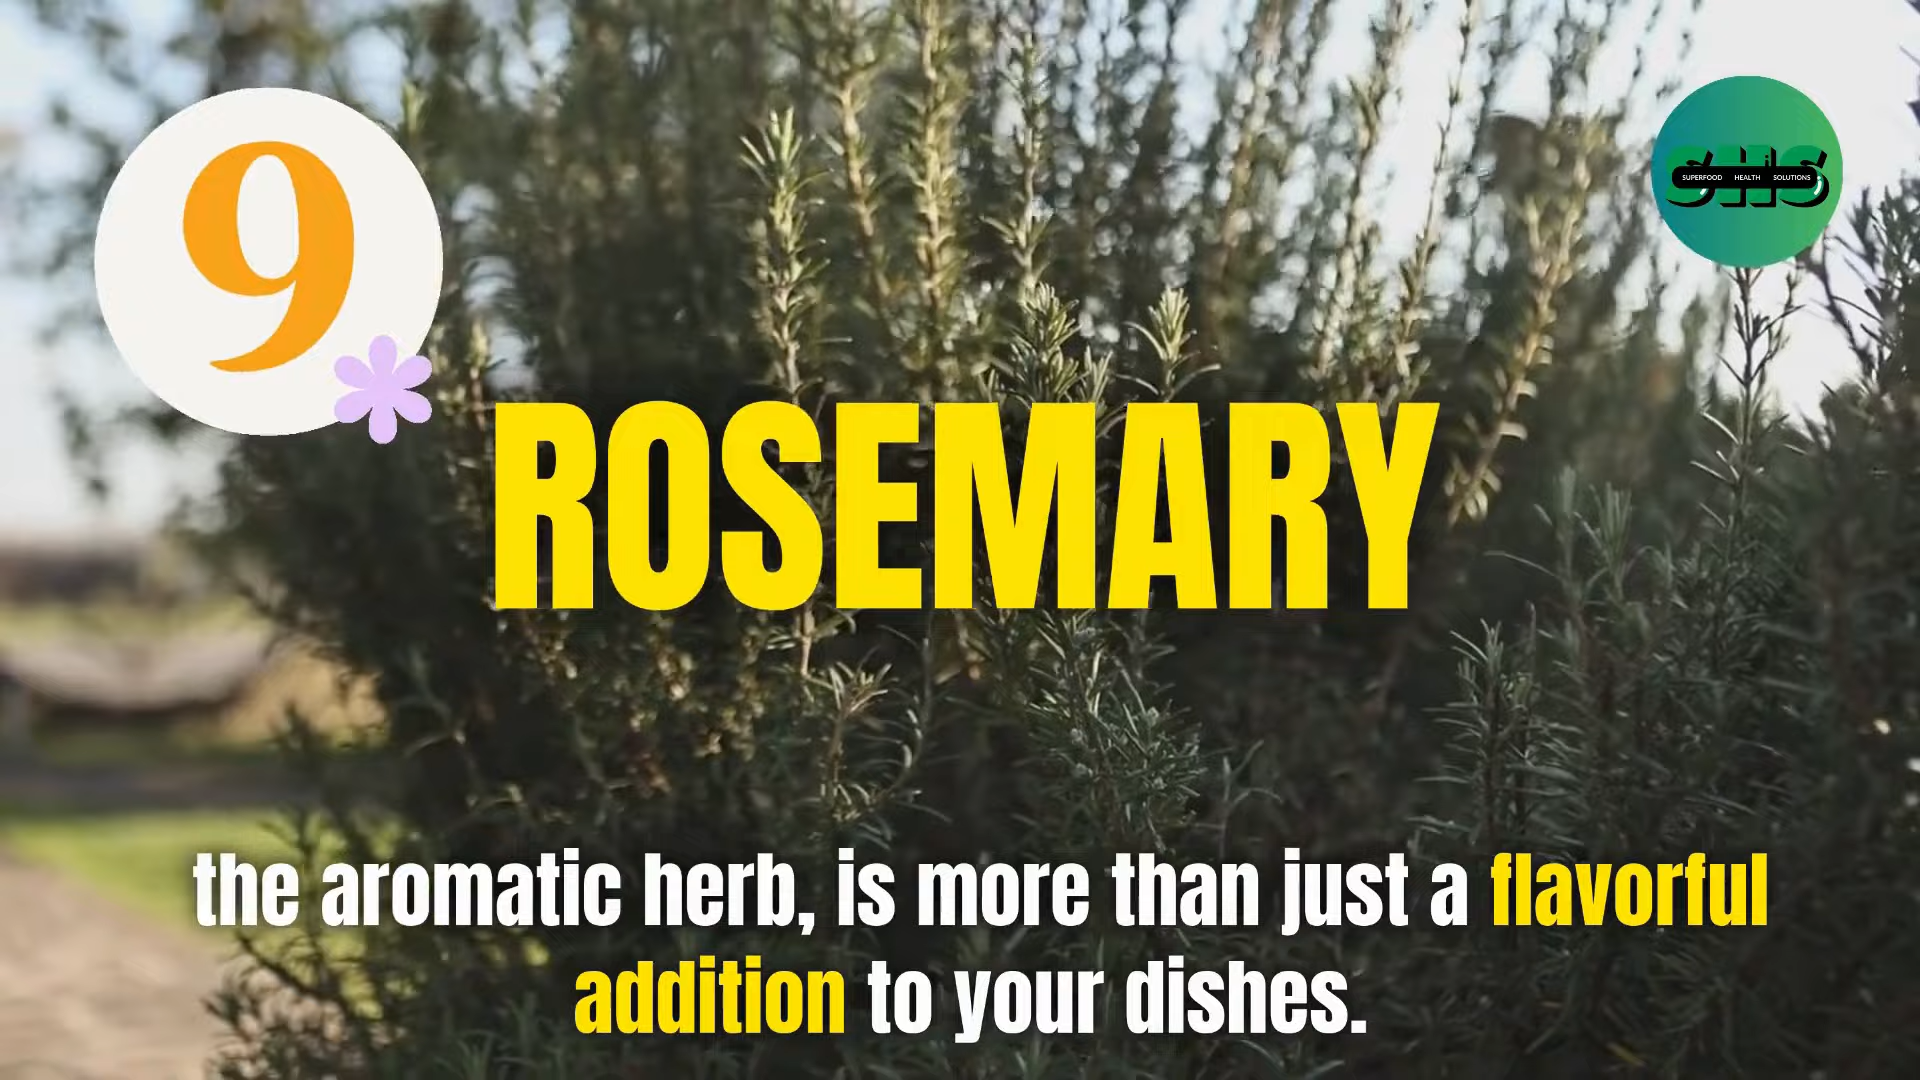 9
SHS
SUPERFOOD HEALTH SOLUTIONS
ROSEMARY
the aromatic herb, is more than just a flavorful
addition to your dishes.